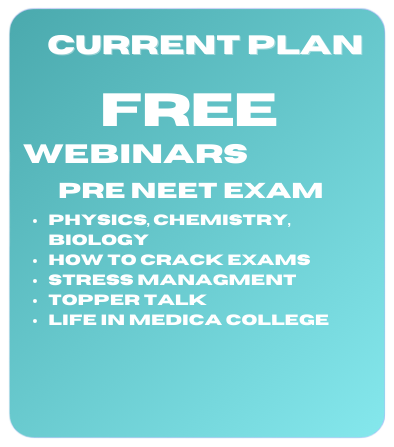 CURRENT PLAN
FREE
WEBINARS
PRE NEET EXAM
• PHYSICS, CHEMISTRY,
BIOLOGY
• HOW TO CRACK EXAMS
• STRESS MANAGMENT
• TOPPER TALK
• LIFE IN MEDICA COLLEGE